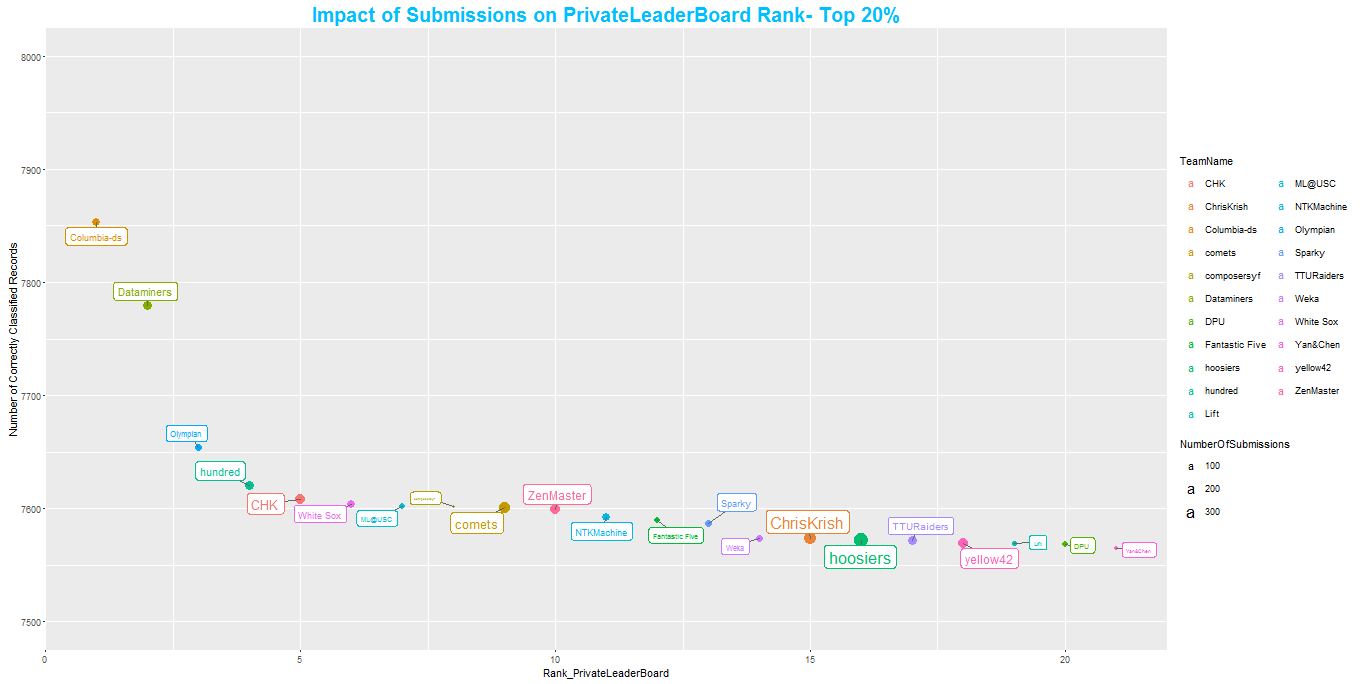 Impact of Submissions on PrivateLeaderBoard Rank- Top 20%
Number of Correctly Classified Records
8000
7900
7800
7700
7600
7500
Columbia-ds
Dataminers
Olympian
hundred
CHK
White Sox
ML@USC
composersyf
comets
ZenMaster
NTKMachine
Fantastic Five
Sparky
Weka
ChrisKrish
hoosiers
TTURaiders
yellow42
Lift
DPU
Yan&Chen
0
5
10
15
20
Rank_PrivateLeaderBoard
TeamName
a CHK
a ChrisKrish
a Columbia-ds
a comets
a composersyf
a Dataminers
a DPU
a Fantastic Five
a hoosiers
a hundred
a Lift
a ML@USC
a NTKMachine
a Olympian
a Sparky
a TTURaiders
a Weka
a White Sox
a Yan&Chen
a yellow42
a ZenMaster
NumberOfSubmissions
a 100
a 200
a 300